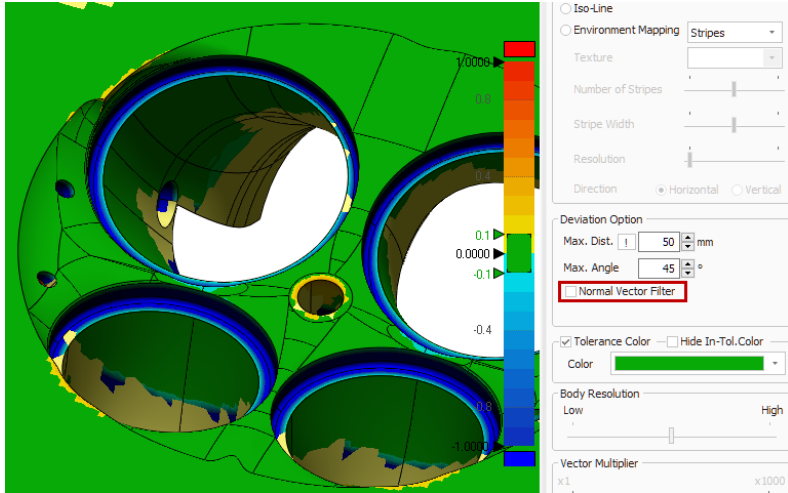 Iso-Line
Environment Mapping Stripes
Texture
Number of Stripes
Stripe Width
Resolution
Direction Horizontal Vertical
Deviation Option
Max. Dist. ! 50 mm
Max. Angle 45 °
Normal Vector Filter
Tolerance Color Hide In-Tol.Color
Color
Body Resolution
Low High
Vector Multiplier
x1 x1000
1.0000
0.8
0.4
0.1
0.0000
-0.1
-0.4
0.8
-1.0000